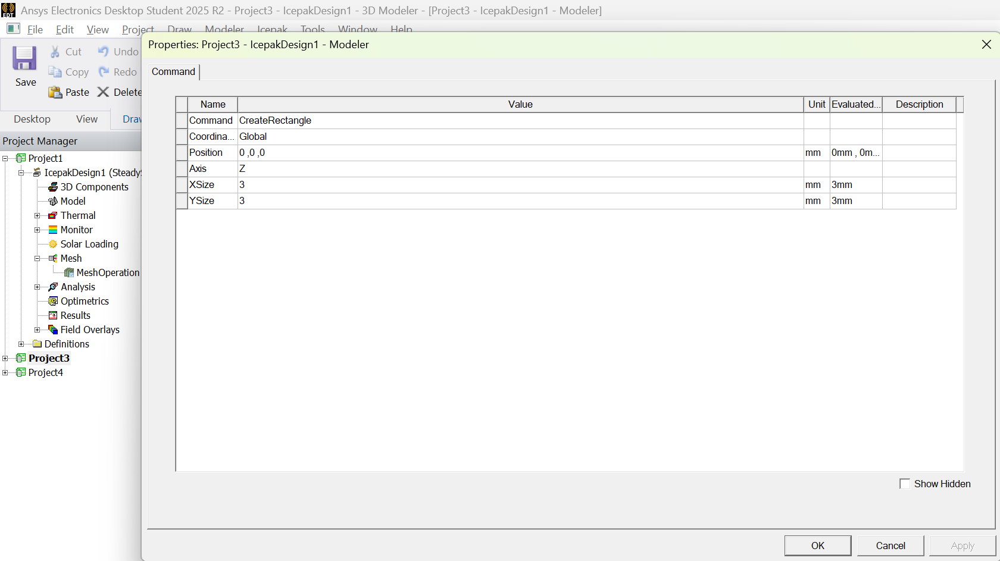 Ansys Electronics Desktop Student 2025 R2 - Project3 - IcepakDesign1 - 3D Modeler - [Project3 - IcepakDesign1 - Modeler]
File Edit View Project Draw Modeler Icepak Tools Window Help
Properties: Project3 - IcepakDesign1 - Modeler
Save
Cut
Undo
Copy
Redo
Paste
Delete
Desktop View Draw
Command
Name Value Unit Evaluated... Description
Command CreateRectangle
Coordina... Global
Position 0 ,0 ,0 mm 0mm , 0m...
Axis Z
XSize 3 mm 3mm
YSize 3 mm 3mm
Project Manager
Project1
IcepakDesign1 (Steady
3D Components
Model
Thermal
Monitor
Solar Loading
Mesh
MeshOperation
Analysis
Optimetrics
Results
Field Overlays
Definitions
Project3
Project4
Show Hidden
OK Cancel Apply